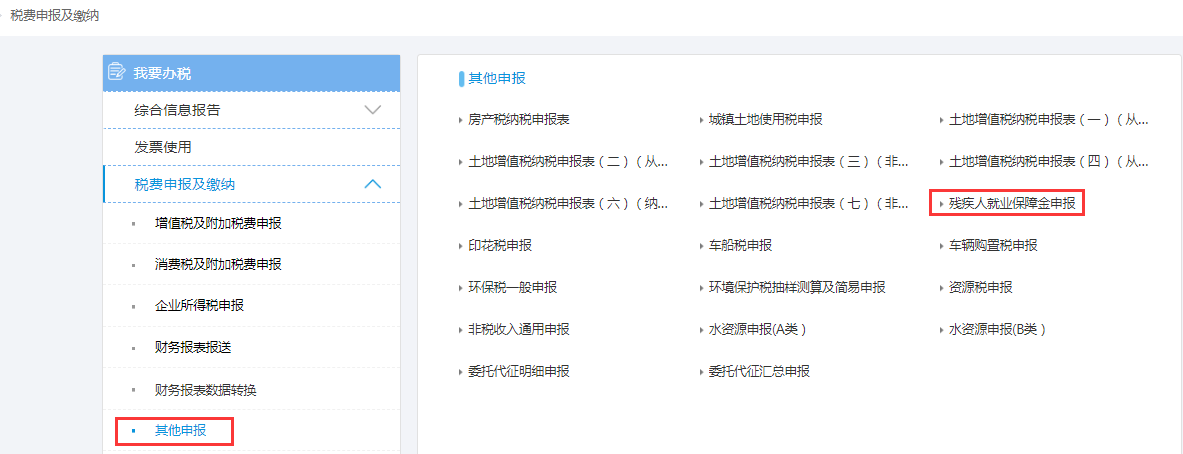 税费申报及缴纳
我要办税
综合信息报告
发票使用
税费申报及缴纳
增值税及附加税费申报
消费税及附加税费申报
企业所得税申报
财务报表报送
财务报表数据转换
其他申报
其他申报
房产税纳税申报表 城镇土地使用税申报 土地增值税纳税申报表（一）（从...
土地增值税纳税申报表（二）（从... 土地增值税纳税申报表（三）（非... 土地增值税纳税申报表（四）（从...
土地增值税纳税申报表（六）（纳... 土地增值税纳税申报表（七）（非... 残疾人就业保障金申报
印花税申报 车船税申报 车辆购置税申报
环保税一般申报 环境保护税抽样测算及简易申报 资源税申报
非税收入通用申报 水资源申报(A类） 水资源申报(B类）
委托代征明细申报 委托代征汇总申报